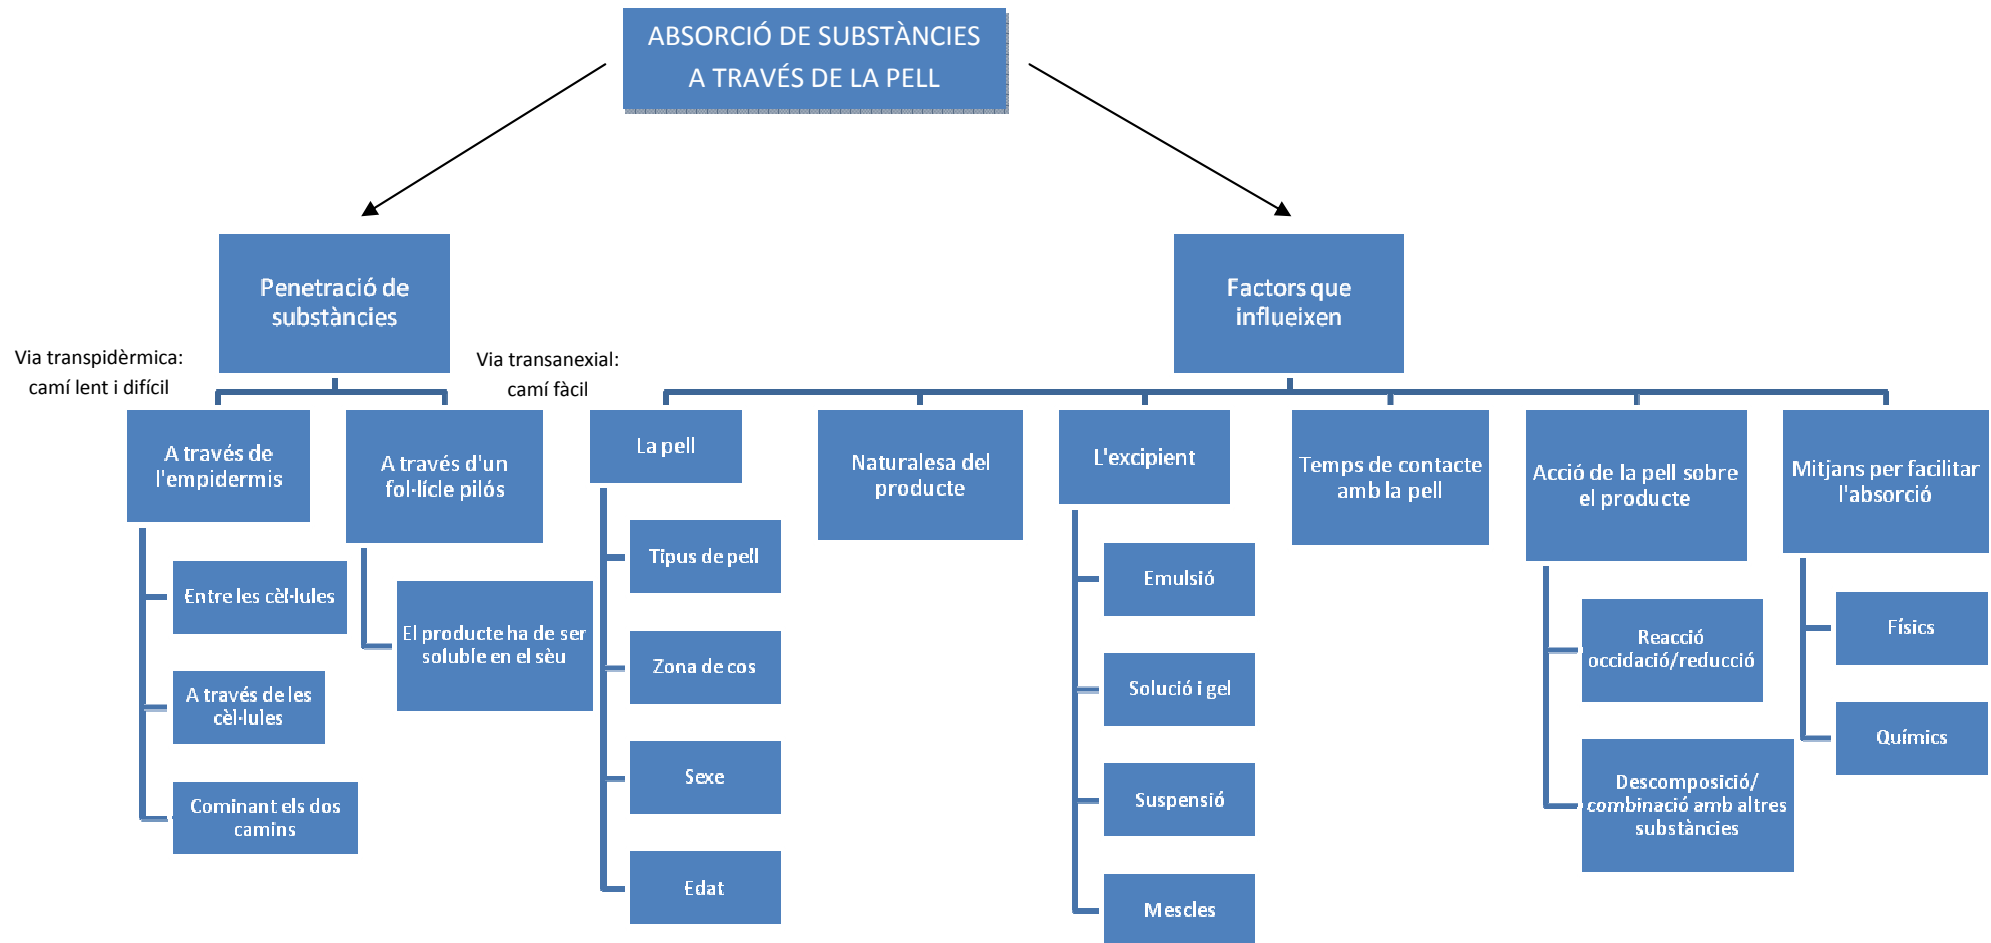 ABSORCIÓ DE SUBSTÀNCIES
A TRAVÉS DE LA PELL
Penetració de
substàncies
Factors que
influeixen
Via transpidèrmica:
camí lent i difícil
Via transanexial:
camí fàcil
A través de
l'empidermis
Entre les cèl·lules
A través de les
cèl·lules
Cominant els dos
camins
A través d'un
fol·lícle pilós
El producte ha de ser
soluble en el sèu
La pell
Tipus de pell
Zona de cos
Sexe
Edat
Naturalesa del
producte
L'excipient
Emulsió
Solució i gel
Suspensió
Mescles
Temps de contacte
amb la pell
Acció de la pell sobre
el producte
Reacció
occidació/reducció
Descomposició/
combinació amb altres
substàncies
Mitjans per facilitar
l'absorció
Físics
Químics